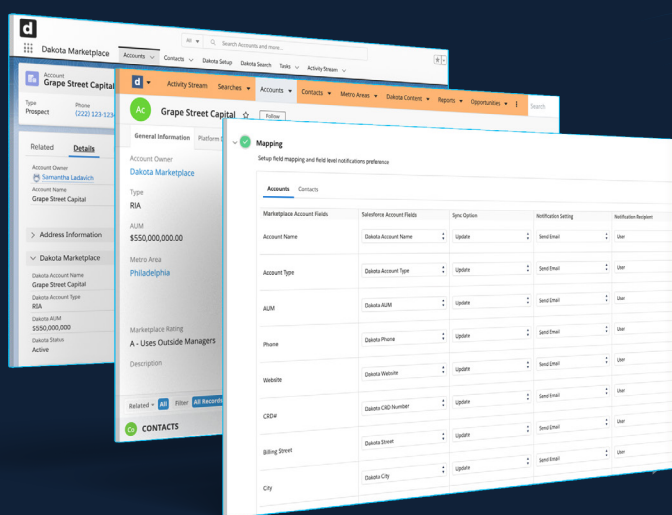 d
All
Search Accounts and more...
Dakota Marketplace
Accounts
Contacts
Dakota Setup
Dakota Search
Tasks
Activity Stream
Account
Grape Street Capital
Type
Prospect
Phone
(222) 123-123
Related
Details
Account Owner
Samantha Ladavich
Account Name
Grape Street Capital
Address Information
Dakota Marketplace
Dakota Account Name
Grape Street Capital
Dakota Account Type
RIA
Dakota AUM
$550,000,000
Dakota Status
Active
d
Activity Stream
Searches
Accounts
Contacts
Metro Areas
Dakota Content
Reports
Opportunities
Search
Ac
Grape Street Capital
Follow
General Information
Platform
Account Owner
Dakota Marketplace
Type
RIA
AUM
$550,000,000.00
Metro Area
Philadelphia
Marketplace Rating
A - Uses Outside Managers
Description
Related
All
Filter
All Records
Co
CONTACTS
Mapping
Setup field mapping and field level notifications preference
Accounts
Contacts
Marketplace Account Fields
Salesforce Account Fields
Sync Option
Notification Setting
Notification Recipient
Account Name
Dakota Account Name
Update
Send Email
User
Account Type
Dakota Account Type
Update
Send Email
User
AUM
Dakota AUM
Update
Send Email
User
Phone
Dakota Phone
Update
Send Email
User
Website
Dakota Website
Update
Send Email
User
CRD#
Dakota CRD Number
Update
Send Email
User
Billing Street
Dakota Street
Update
Send Email
User
City
Dakota City
Update
Send Email
User